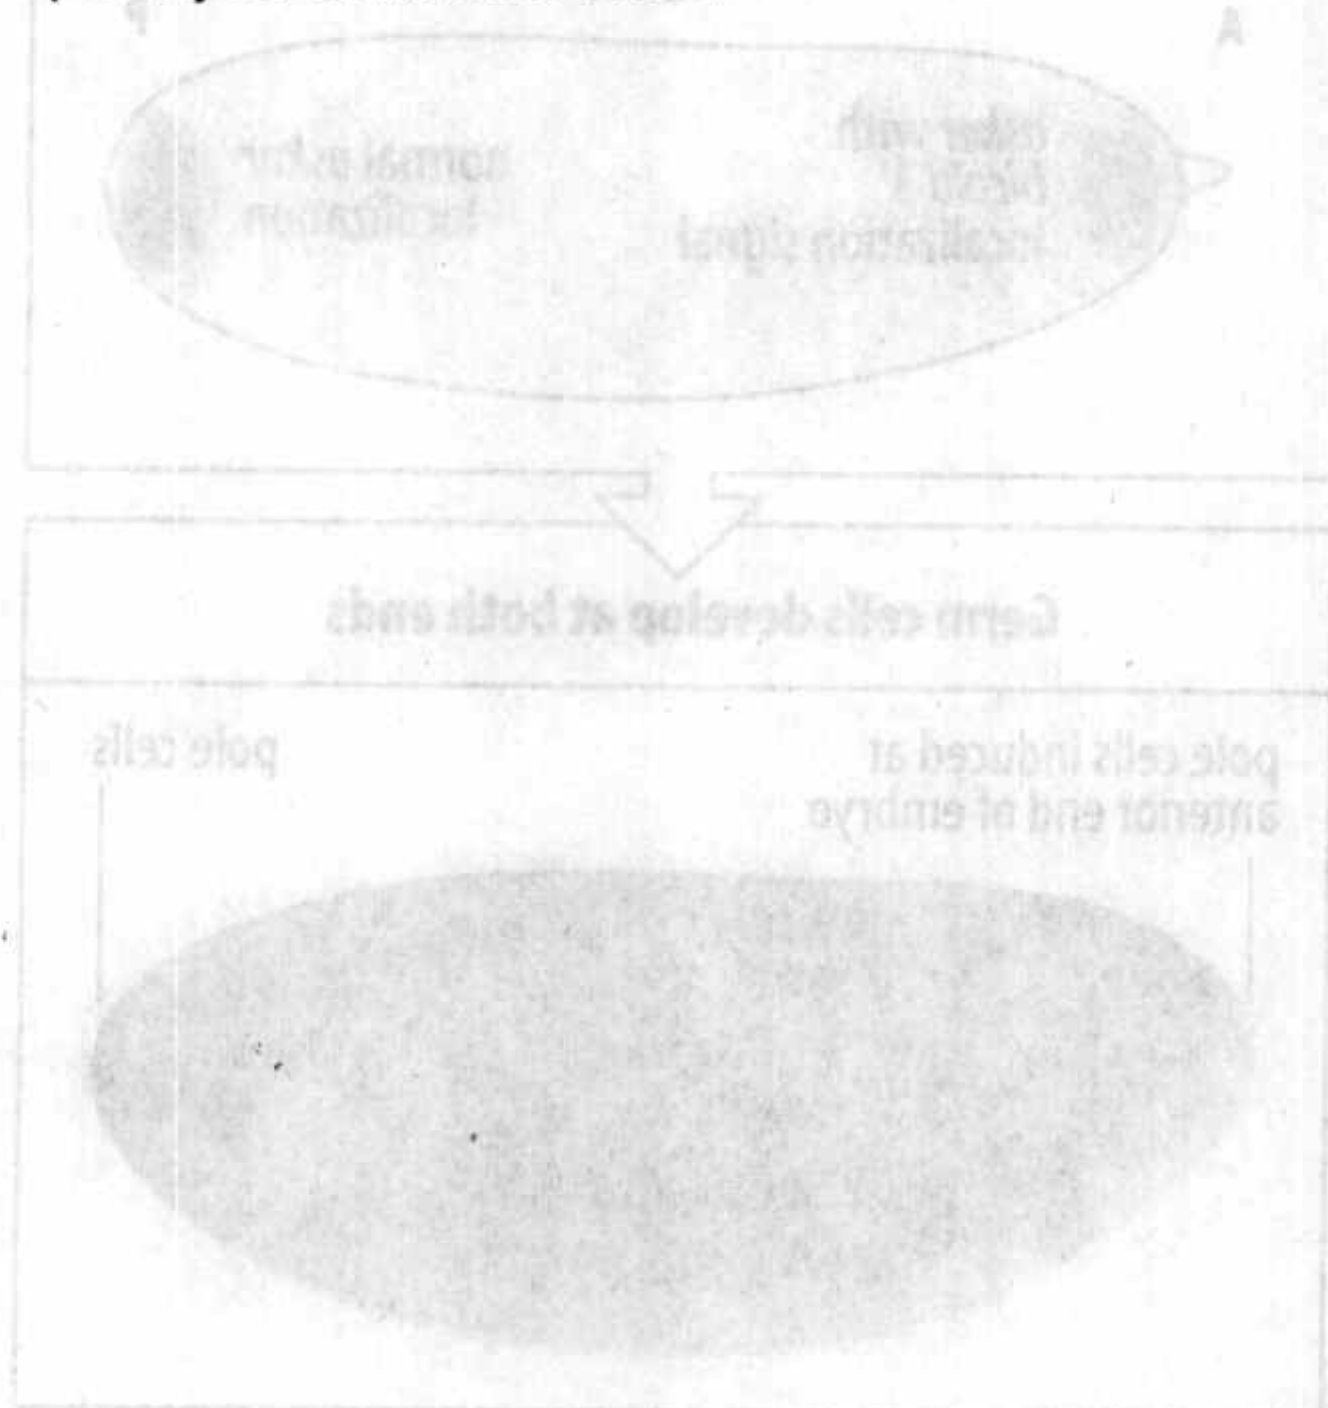 A
P
oskar with
bicoid
localization signal
normal oskar
localization
Germ cells develop at both ends
pole cells induced at
anterior end of embryo
pole cells